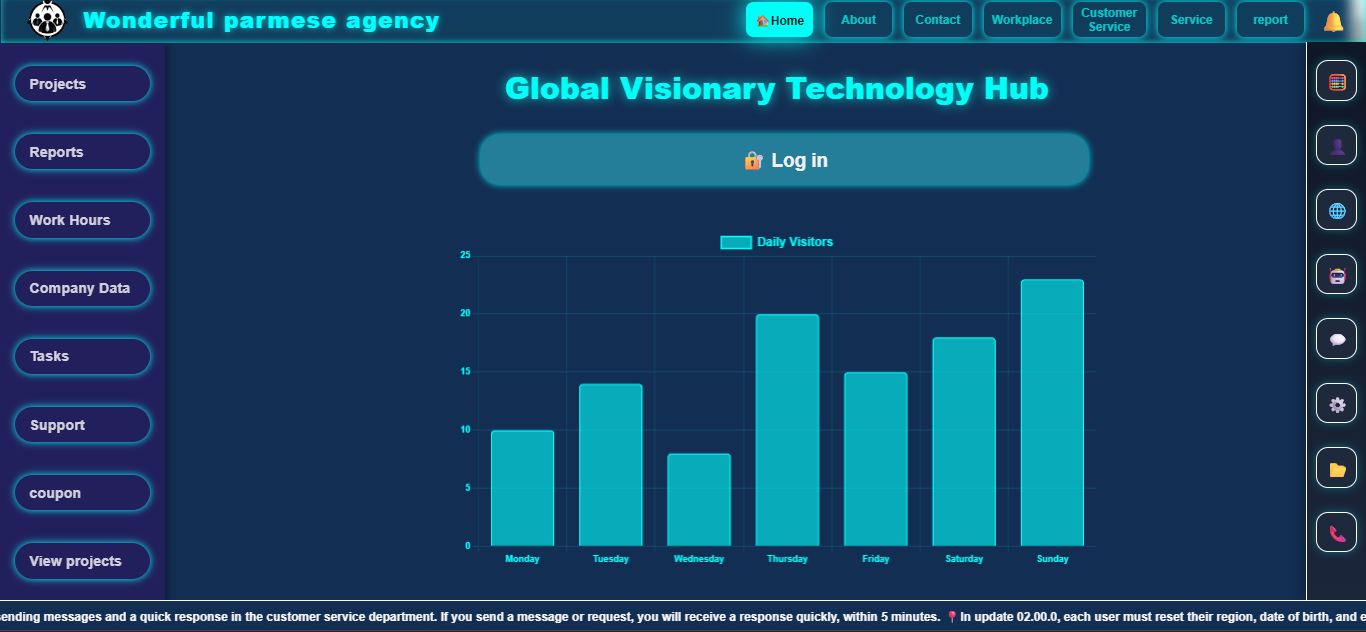 Wonderful parmese agency
Home
About
Contact
Workplace
Customer
Service
Service
report
Projects
Reports
Work Hours
Company Data
Tasks
Support
coupon
View projects
Global Visionary Technology Hub
Log in
Daily Visitors
25
20
15
10
5
0
Monday
Tuesday
Wednesday
Thursday
Friday
Saturday
Sunday
ending messages and a quick response in the customer service department. If you send a message or request, you will receive a response quickly, within 5 minutes. 📍In update 02.00.0, each user must reset their region, date of birth, and